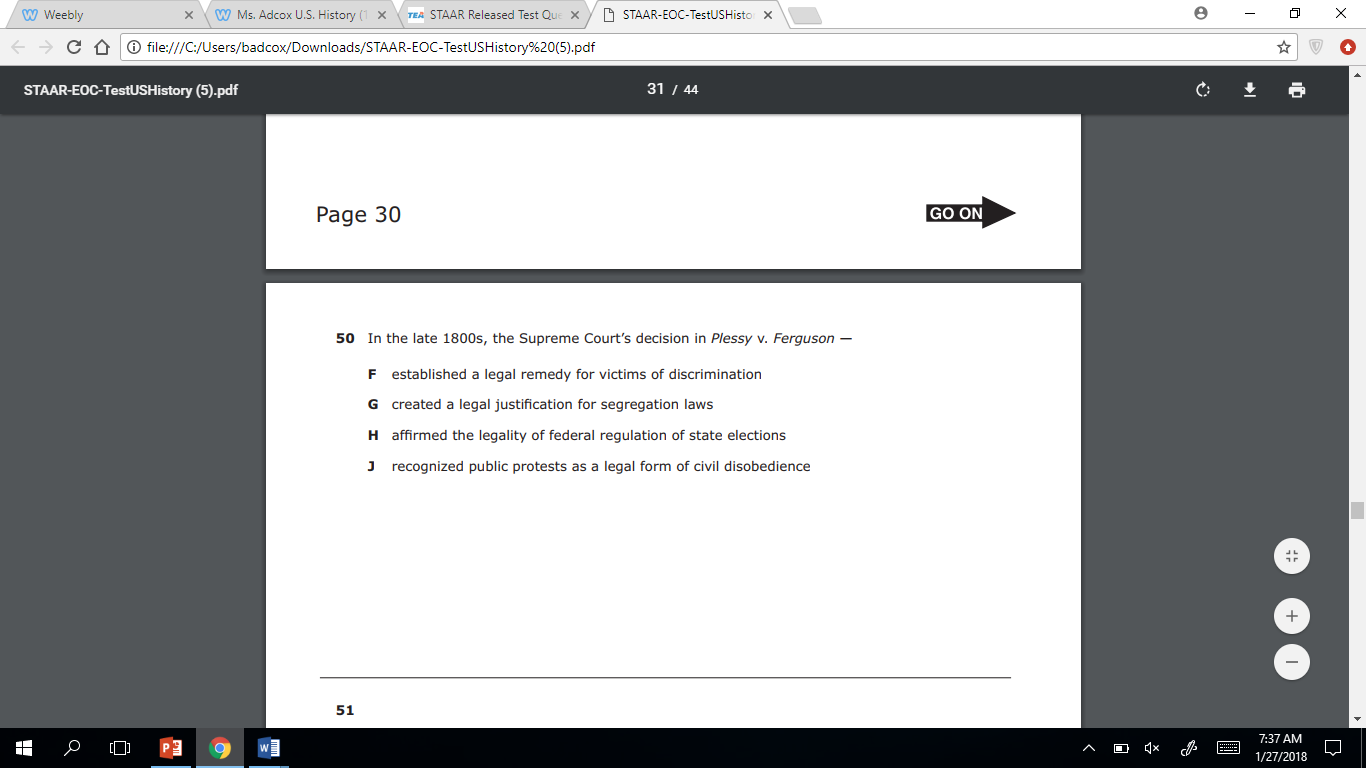 Weebly
Ms. Adcox U.S. History (1
STAAR Released Test Que
STAAR-EOC-TestUSHistor
file:///C:/Users/badcox/Downloads/STAAR-EOC-TestUSHistory%20(5).pdf
STAAR-EOC-TestUSHistory (5).pdf
31 / 44
Page 30
GO ON
50 In the late 1800s, the Supreme Court’s decision in Plessy v. Ferguson —
F established a legal remedy for victims of discrimination
G created a legal justification for segregation laws
H affirmed the legality of federal regulation of state elections
J recognized public protests as a legal form of civil disobedience
51
7:37 AM
1/27/2018